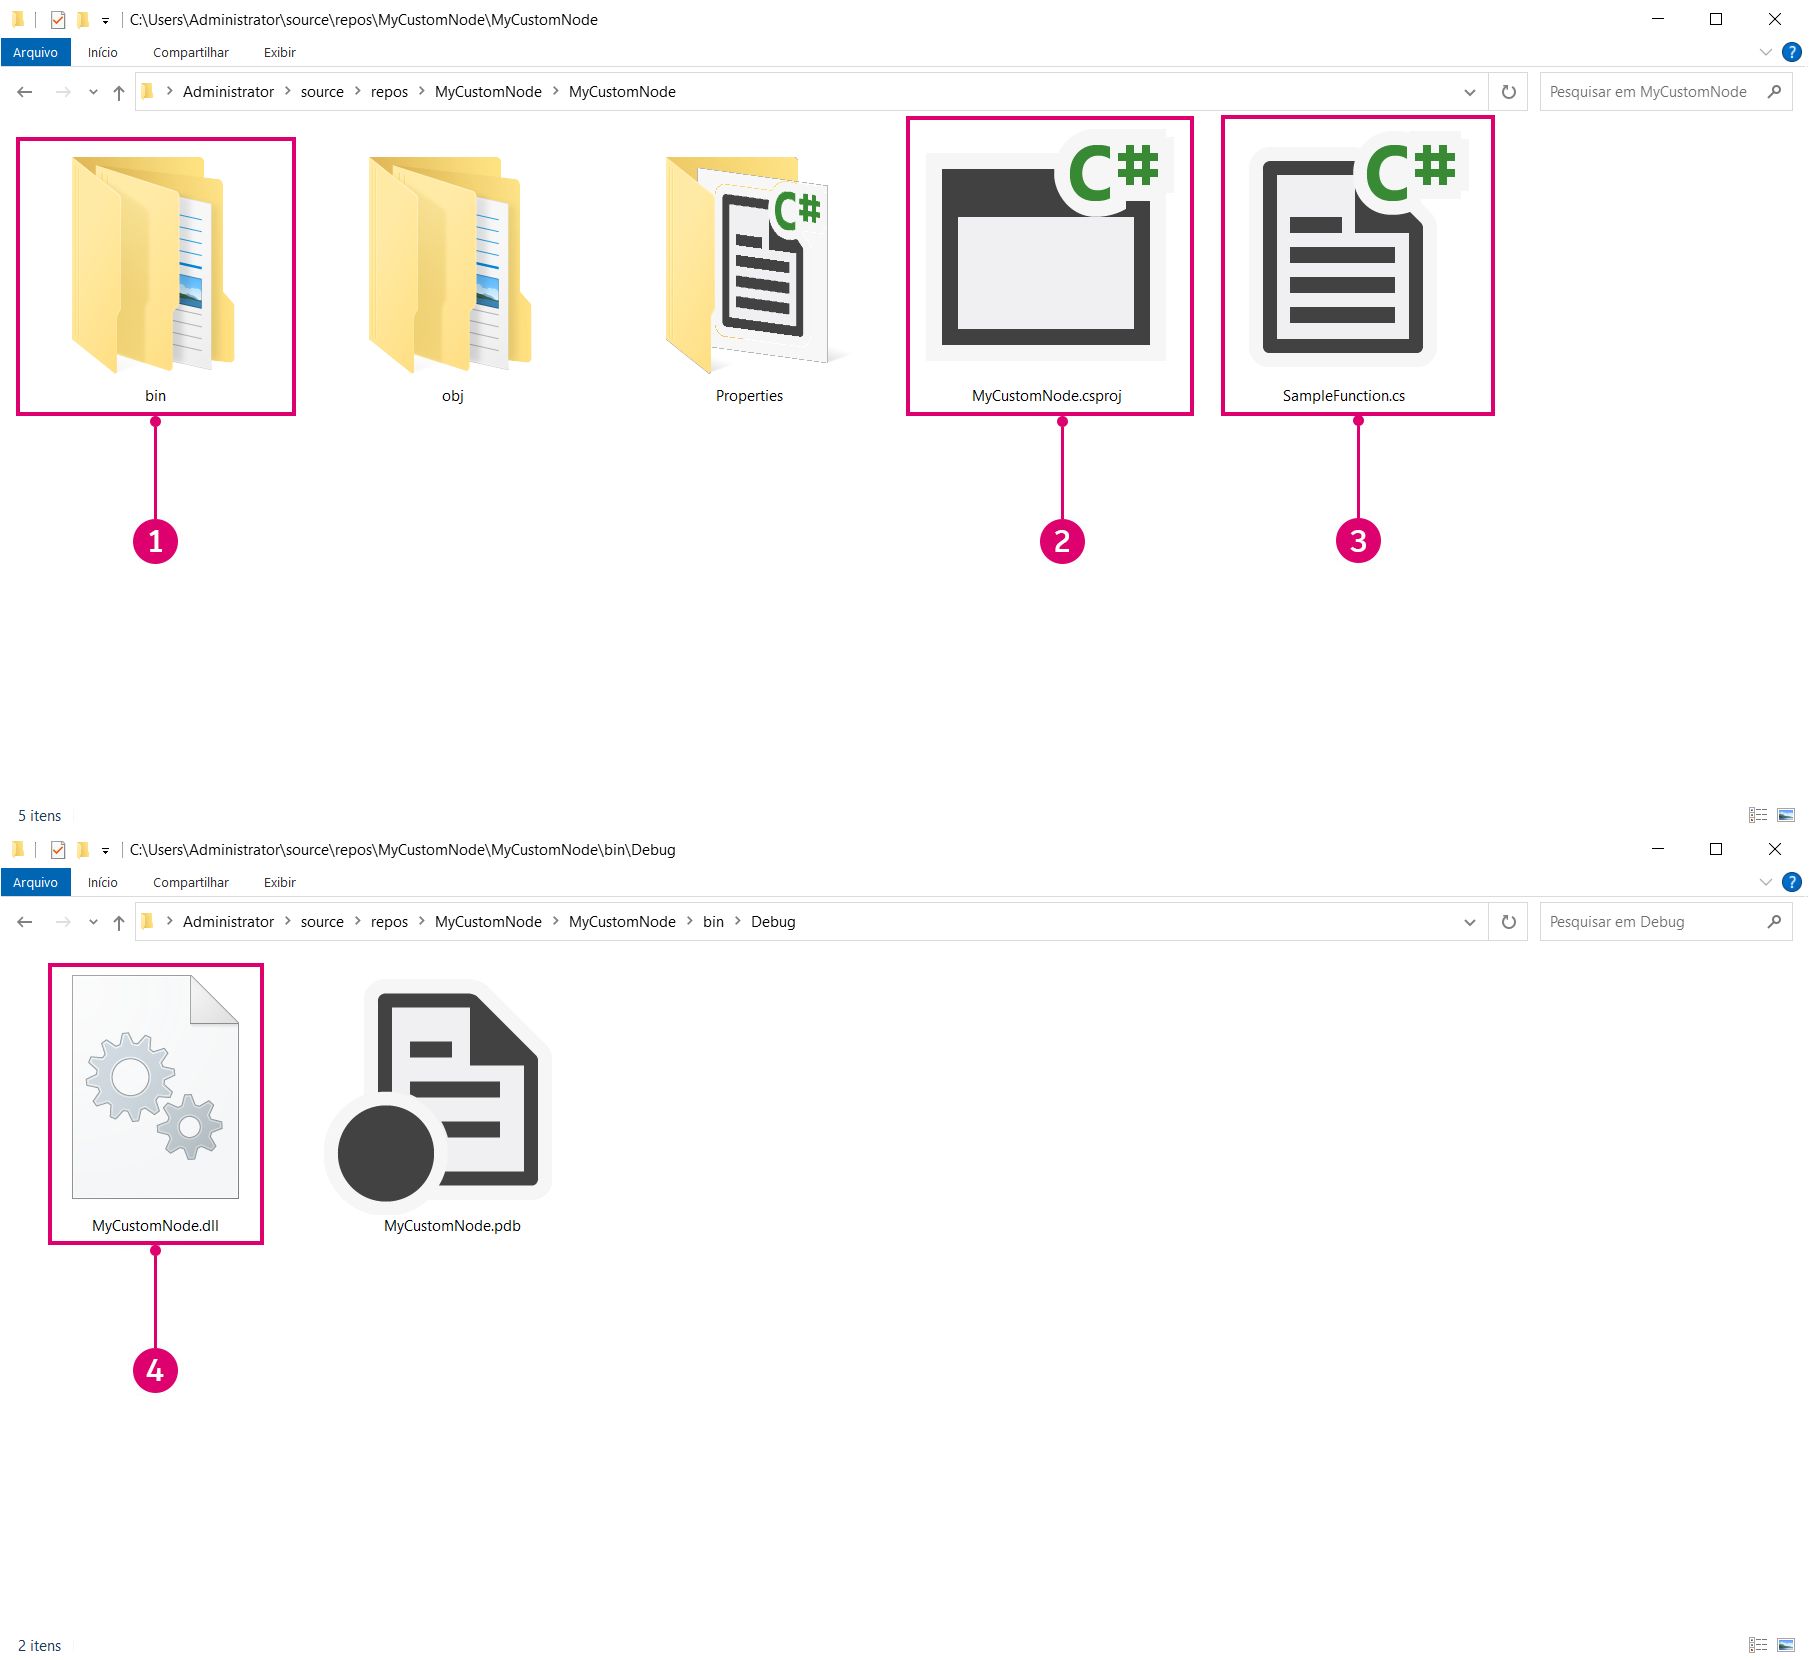 C:\Users\Administrator\source\repos\MyCustomNode\MyCustomNode
Arquivo Início Compartilhar Exibir ?
Administrator > source > repos > MyCustomNode > MyCustomNode
Pesquisar em MyCustomNode
C# C# C#
bin obj Properties MyCustomNode.csproj SampleFunction.cs
1 2 3
5 itens
C:\Users\Administrator\source\repos\MyCustomNode\MyCustomNode\bin\Debug
Arquivo Início Compartilhar Exibir ?
Administrator > source > repos > MyCustomNode > MyCustomNode > bin > Debug
Pesquisar em Debug
MyCustomNode.dll MyCustomNode.pdb
4
2 itens